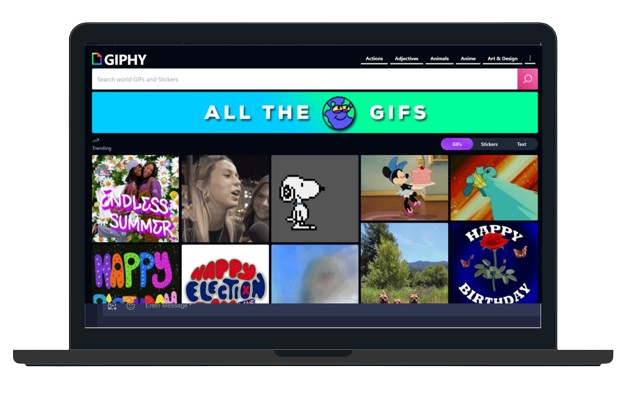 GIPHY
Actions Adjectives Animals Anime Art & Design
Search world GIFs and Stickers
ALL THE GIFS
Trending
GIFs Stickers Text
ENDLESS
SUMMER
HAPPY
BIRTHDAY
HAPPY
ELECTION
HAPPY
BIRTHDAY
Enter Message